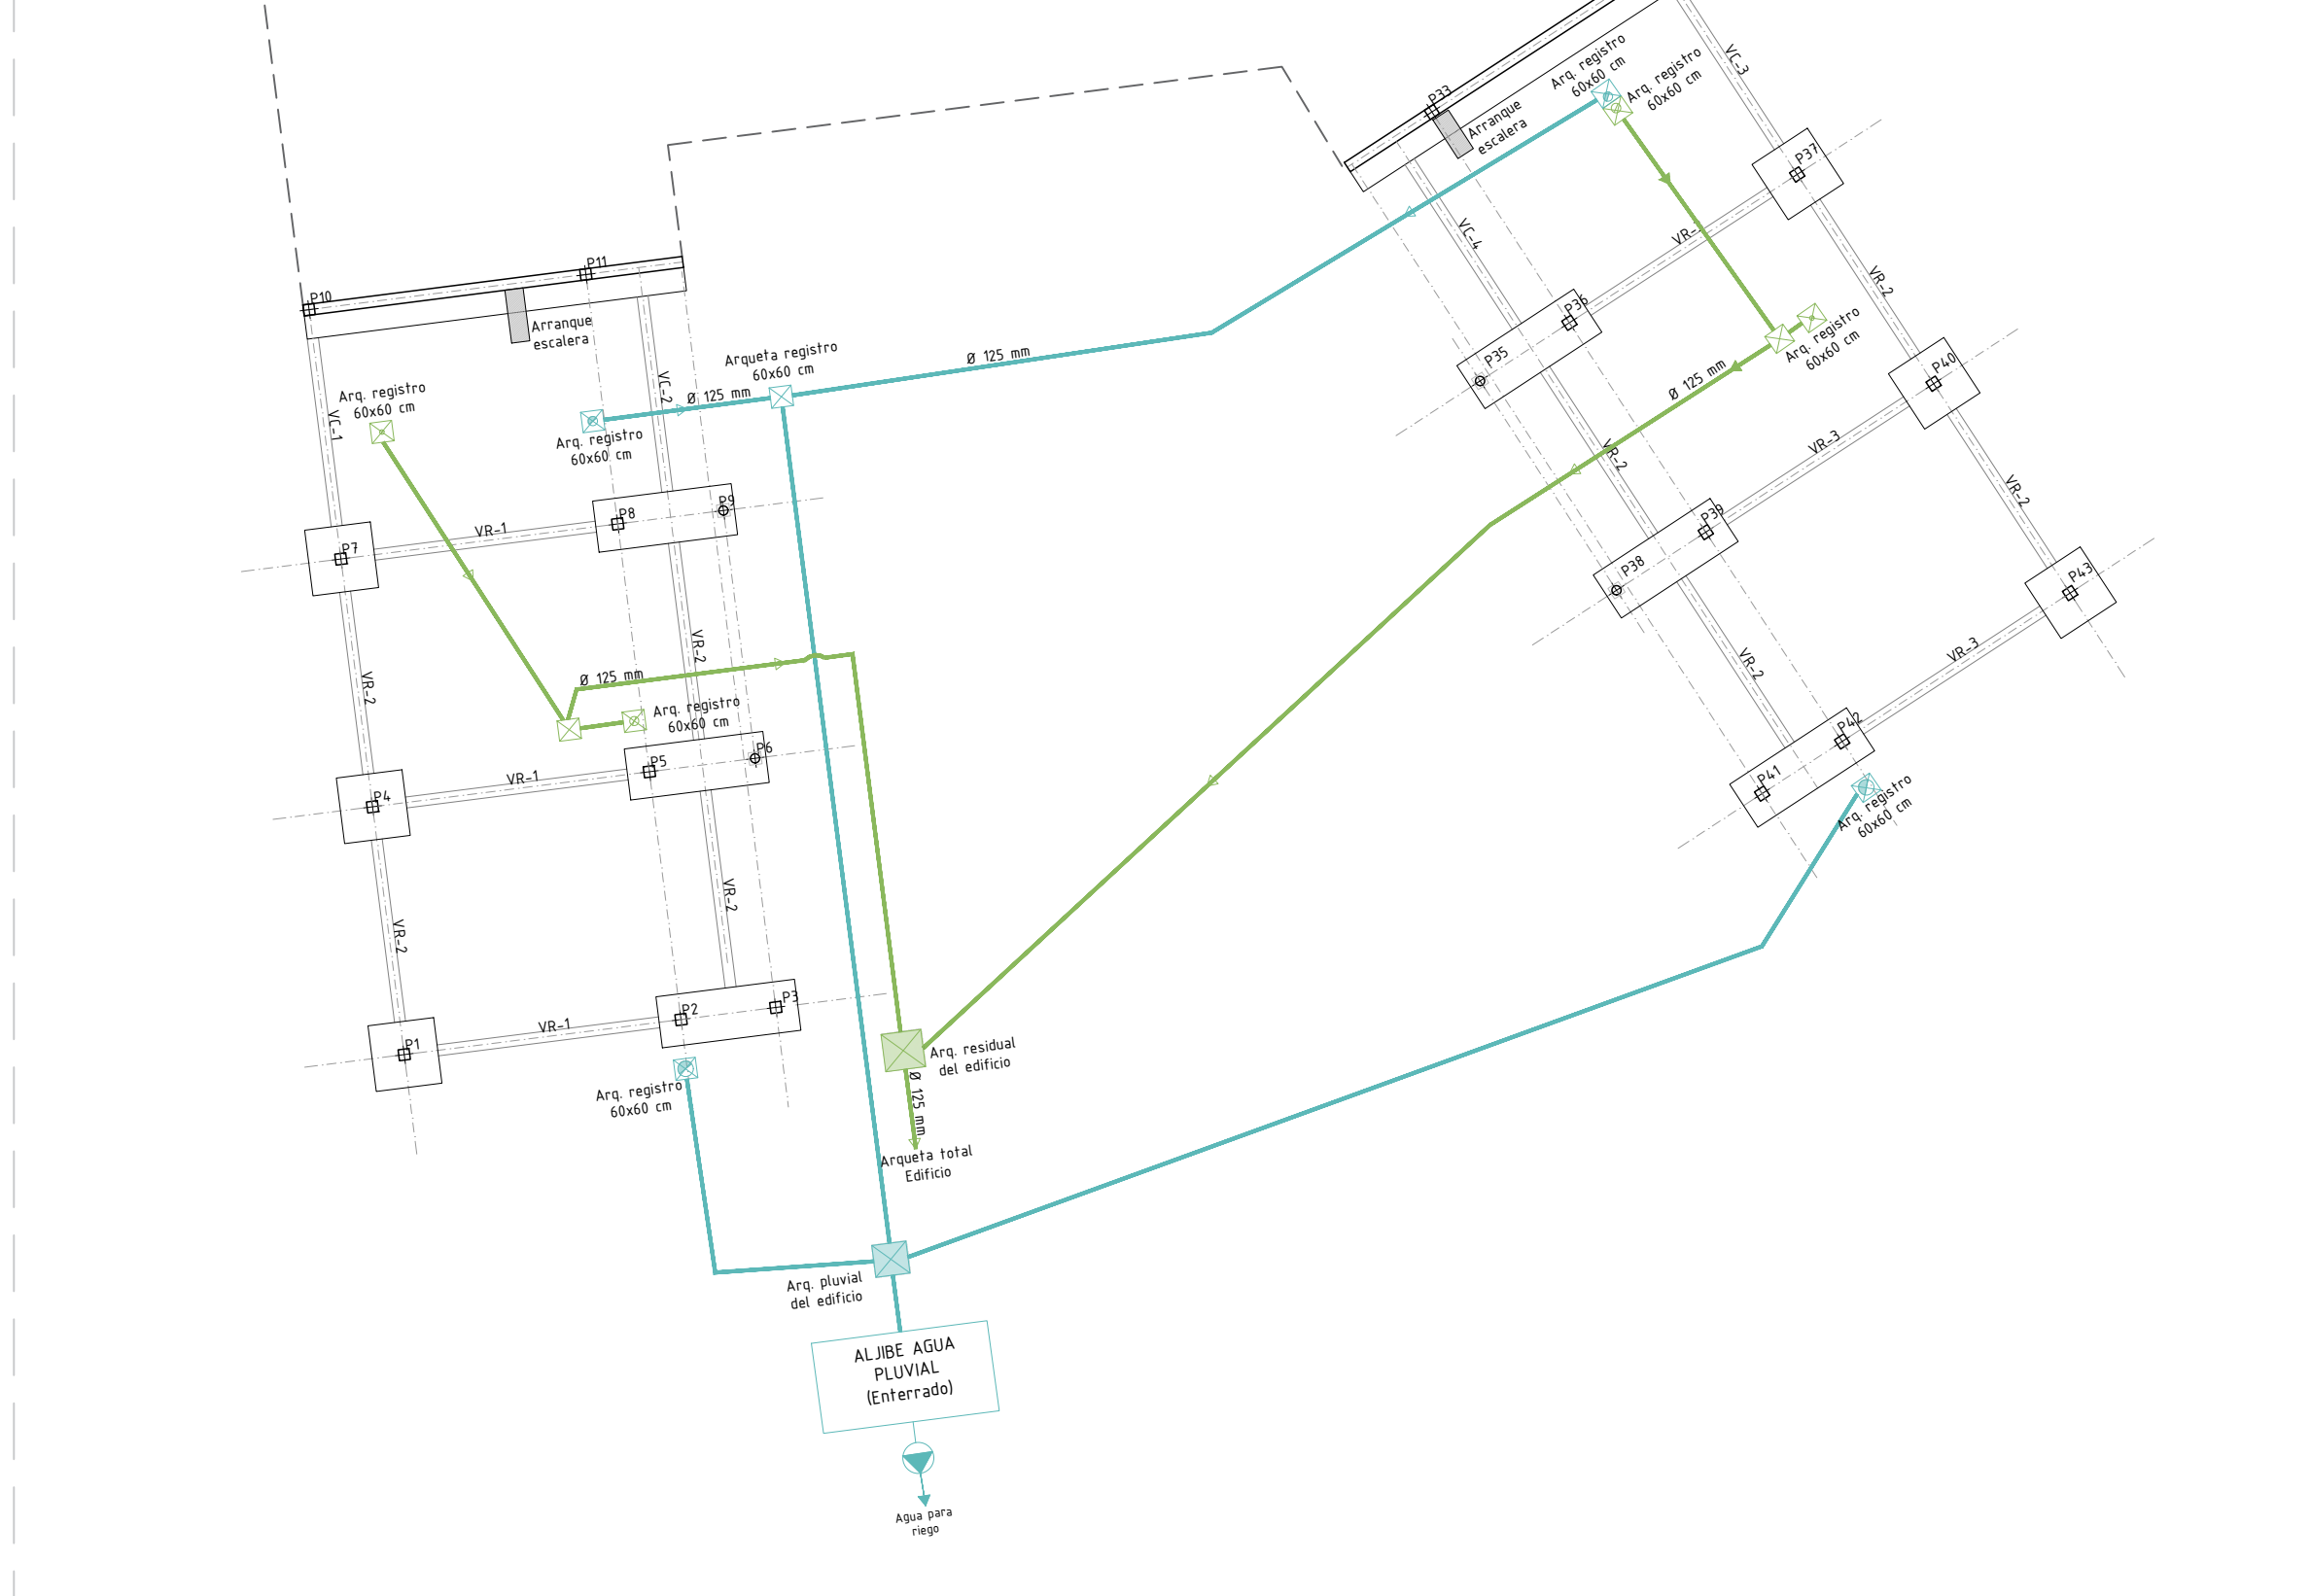 P33
Arranque
escalera
Arq. registro
60x60 cm
Arq. registro
60x60 cm
VC-3
P37
VR-
VC-4
P36
P35
VR-2
Arq. registro
60x60 cm
Ø 125 mm
P40
VR-3
VR-2
VR-2
P39
P38
P43
VR-3
VR-2
P42
P41
Arq. registro
60x60 cm
P10
P11
Arranque
escalera
VC-1
VC-2
Arq. registro
60x60 cm
Arqueta registro
60x60 cm
Ø 125 mm
Ø 125 mm
Arq. registro
60x60 cm
P7
VR-1
P8
P9
VR-2
VR-2
Ø 125 mm
Arq. registro
60x60 cm
P4
VR-1
P5
P6
VR-2
VR-2
P1
VR-1
P2
P3
Arq. registro
60x60 cm
Arq. residual
del edificio
Ø 125 mm
Arqueta total
Edificio
Arq. pluvial
del edificio
ALJIBE AGUA
PLUVIAL
(Enterrado)
Agua para
riego